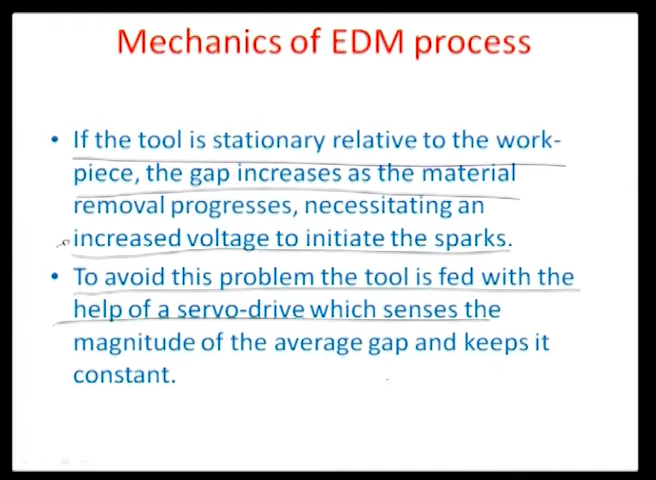 Mechanics of EDM process
• If the tool is stationary relative to the work-
piece, the gap increases as the material
removal progresses, necessitating an
increased voltage to initiate the sparks.
• To avoid this problem the tool is fed with the
help of a servo-drive which senses the
magnitude of the average gap and keeps it
constant.